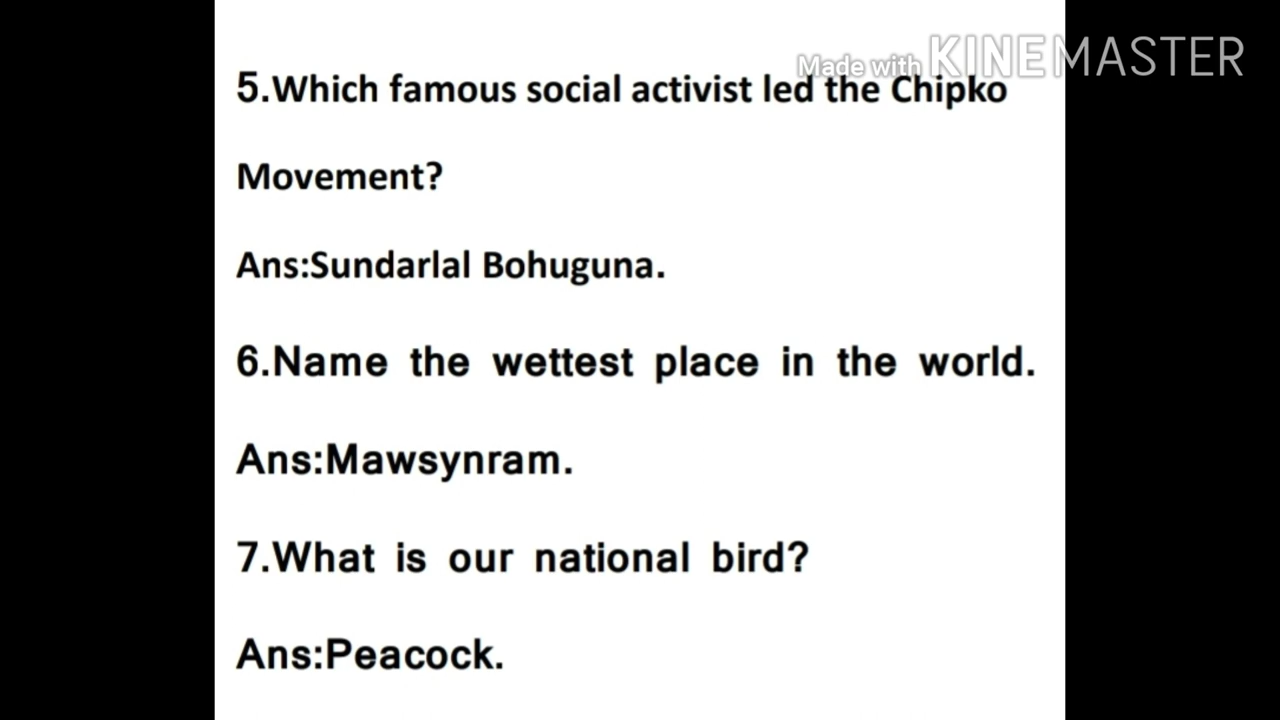 Made with KINEMASTER
5.Which famous social activist led the Chipko
Movement?
Ans:Sundarlal Bohuguna.
6.Name the wettest place in the world.
Ans:Mawsynram.
7.What is our national bird?
Ans:Peacock.